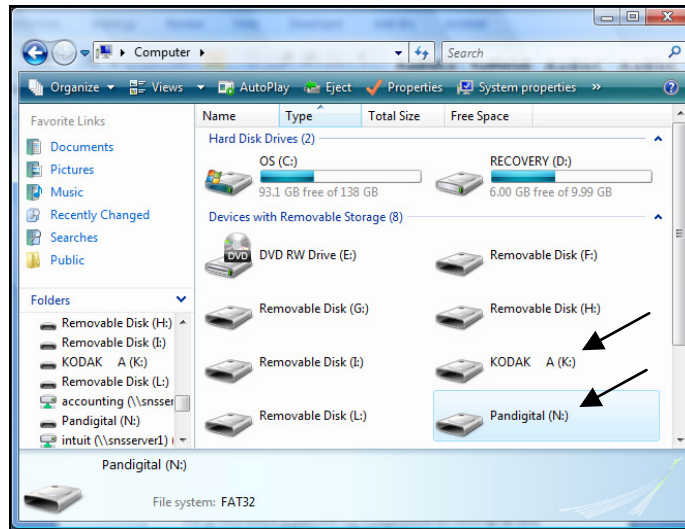 Computer
Search
Organize Views AutoPlay Eject Properties System properties »
Favorite Links
Documents
Pictures
Music
Recently Changed
Searches
Public
Folders
Removable Disk (H:)
Removable Disk (I:)
KODAK A (K:)
Removable Disk (L:)
accounting (\\snsser
Pandigital (N:)
intuit (\\snsserver1) (
Name Type Total Size Free Space
Hard Disk Drives (2)
OS (C:)
93.1 GB free of 138 GB
RECOVERY (D:)
6.00 GB free of 9.99 GB
Devices with Removable Storage (8)
DVD RW Drive (E:)
Removable Disk (F:)
Removable Disk (G:)
Removable Disk (H:)
Removable Disk (I:)
KODAK A (K:)
Removable Disk (L:)
Pandigital (N:)
Pandigital (N:)
File system: FAT32